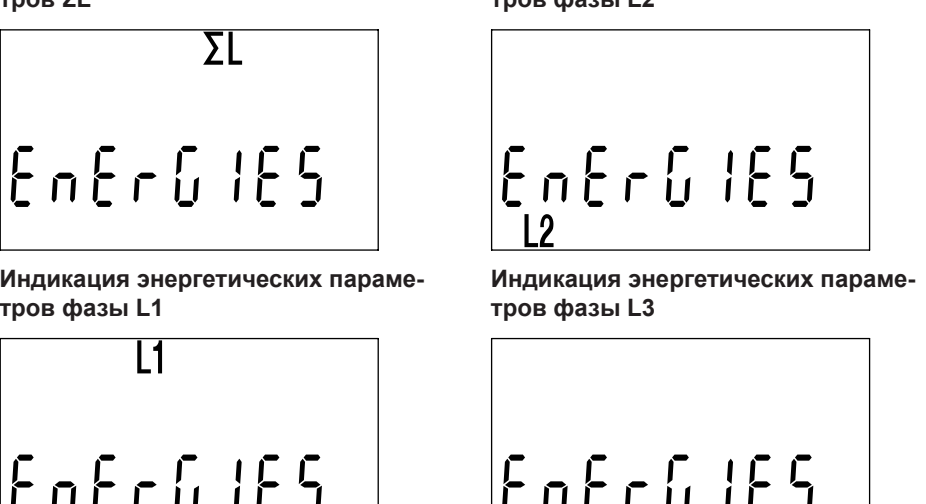 тров ΣL
ΣL
EnErGIES
Индикация энергетических параме-
тров фазы L1
L1
EnErGIES
тров фазы L2
EnErGIES
L2
Индикация энергетических параме-
тров фазы L3
EnErGIES